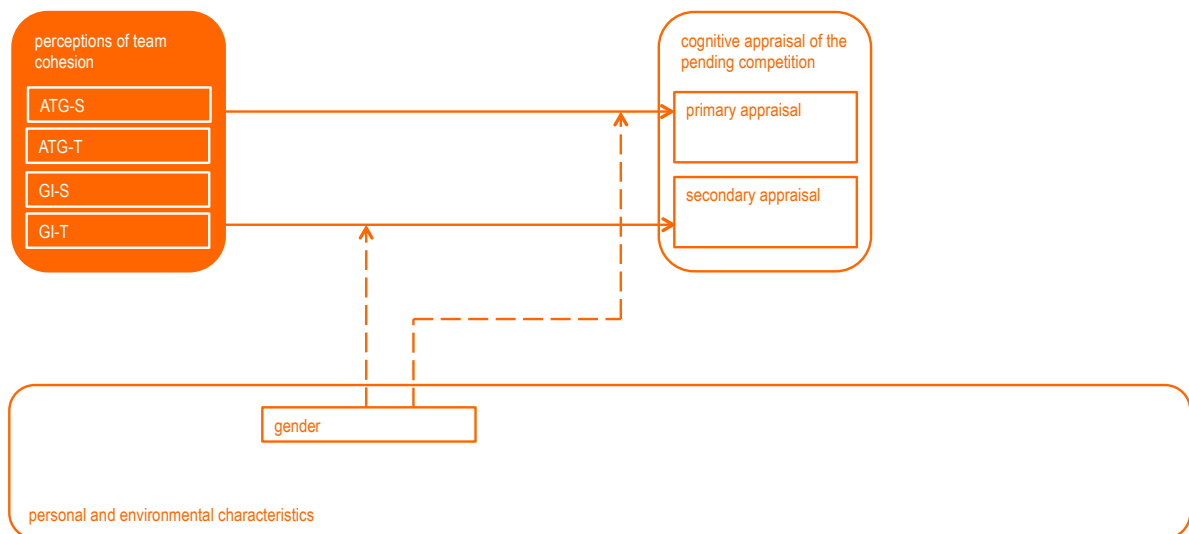 perceptions of team
cohesion
ATG-S
ATG-T
GI-S
GI-T
cognitive appraisal of the
pending competition
primary appraisal
secondary appraisal
gender
personal and environmental characteristics